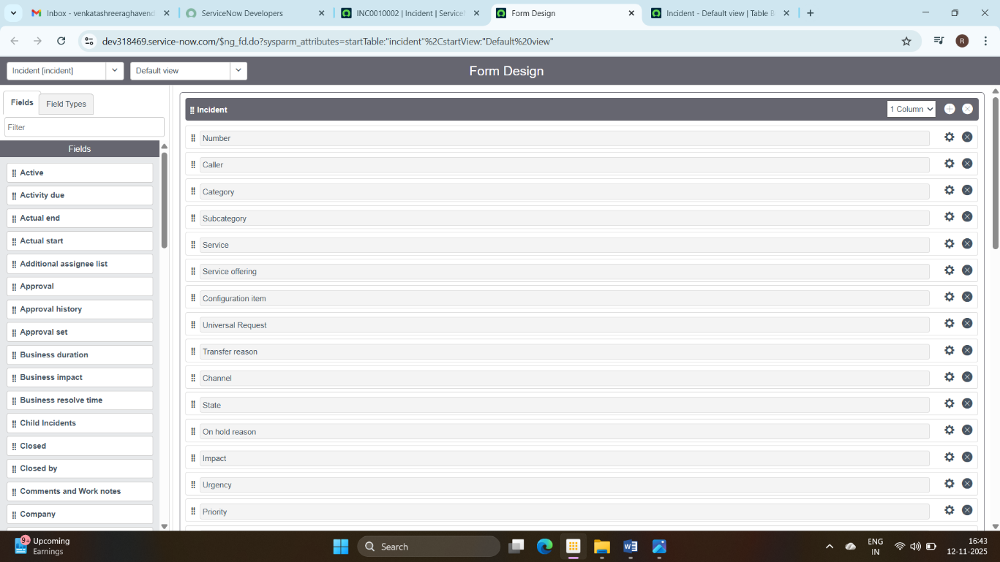 Inbox - venkatashreeraghavend
ServiceNow Developers
INC0010002 | Incident | Service
Form Design
Incident - Default view | Table B
dev318469.service-now.com/$ng_fd.do?sysparm_attributes=startTable:"incident"%2CstartView:"Default%20view"
R
Incident [incident]
Default view
Form Design
Fields
Field Types
Filter
Fields
Active
Activity due
Actual end
Actual start
Additional assignee list
Approval
Approval history
Approval set
Business duration
Business impact
Business resolve time
Child Incidents
Closed
Closed by
Comments and Work notes
Company
Incident
1 Column
Number
Caller
Category
Subcategory
Service
Service offering
Configuration item
Universal Request
Transfer reason
Channel
State
On hold reason
Impact
Urgency
Priority
9+
Upcoming
Earnings
Search
ENG
IN
16:43
12-11-2025